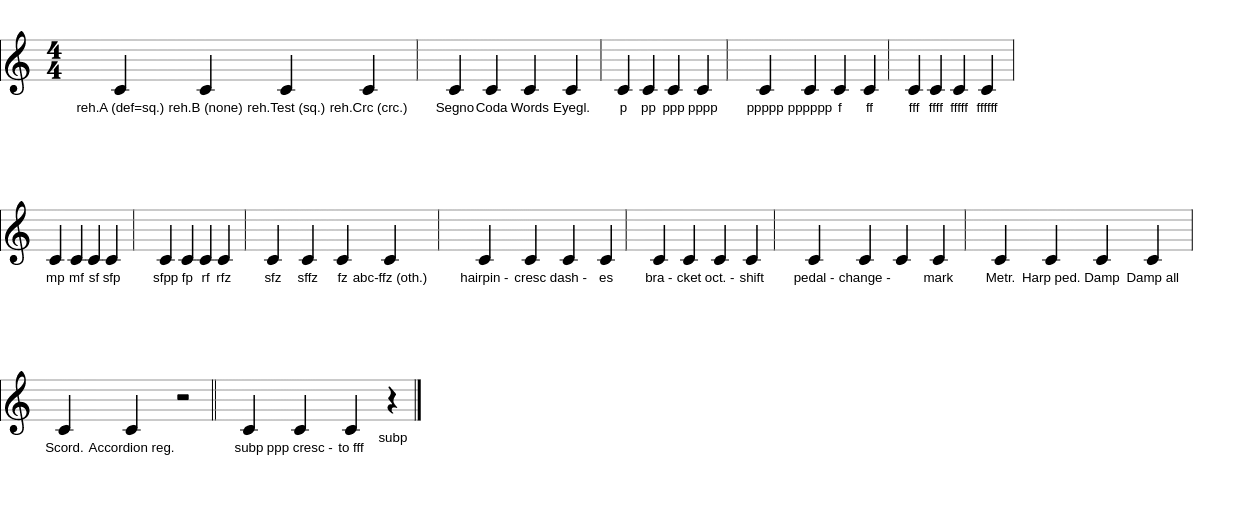 4
4
reh.A (def=sq.) reh.B (none) reh.Test (sq.) reh.Crc (crc.) Segno Coda Words Eyegl. p pp ppp pppp ppppp pppppp f ff fff ffff fffff ffffff
mp mf sf sfp sfpp fp rf rfz sfz sffz fz abc-ffz (oth.) hairpin - cresc dash - es bra - cket oct. - shift pedal - change - mark Metr. Harp ped. Damp Damp all
Scord. Accordion reg. subp ppp cresc - to fff subp